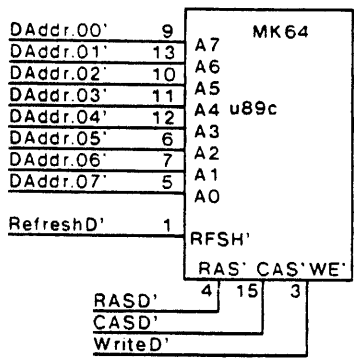 MK64
DAddr.00' 9 A7
DAddr.01' 13 A6
DAddr.02' 10 A5
DAddr.03' 11 A4 u89c
DAddr.04' 12 A3
DAddr.05' 6 A2
DAddr.06' 7 A1
DAddr.07' 5 A0
RefreshD' 1 RFSH'
RAS' CAS' WE'
4 15 3
RASD'
CASD'
WriteD'